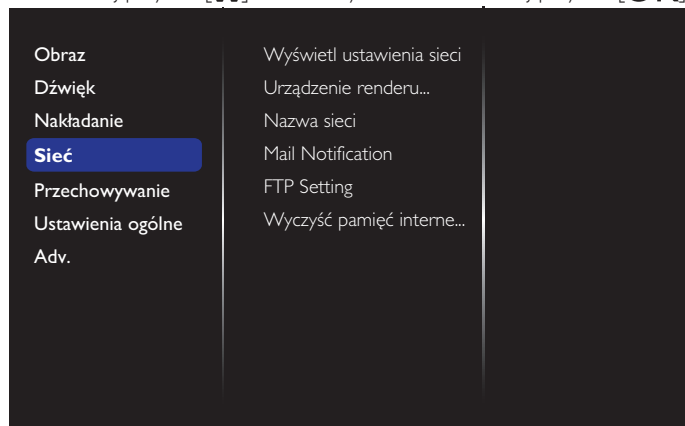 Obraz
Dźwięk
Nakładanie
Sieć
Przechowywanie
Ustawienia ogólne
Adv.
Wyświetl ustawienia sieci
Urządzenie renderu...
Nazwa sieci
Mail Notification
FTP Setting
Wyczyść pamięć interne...